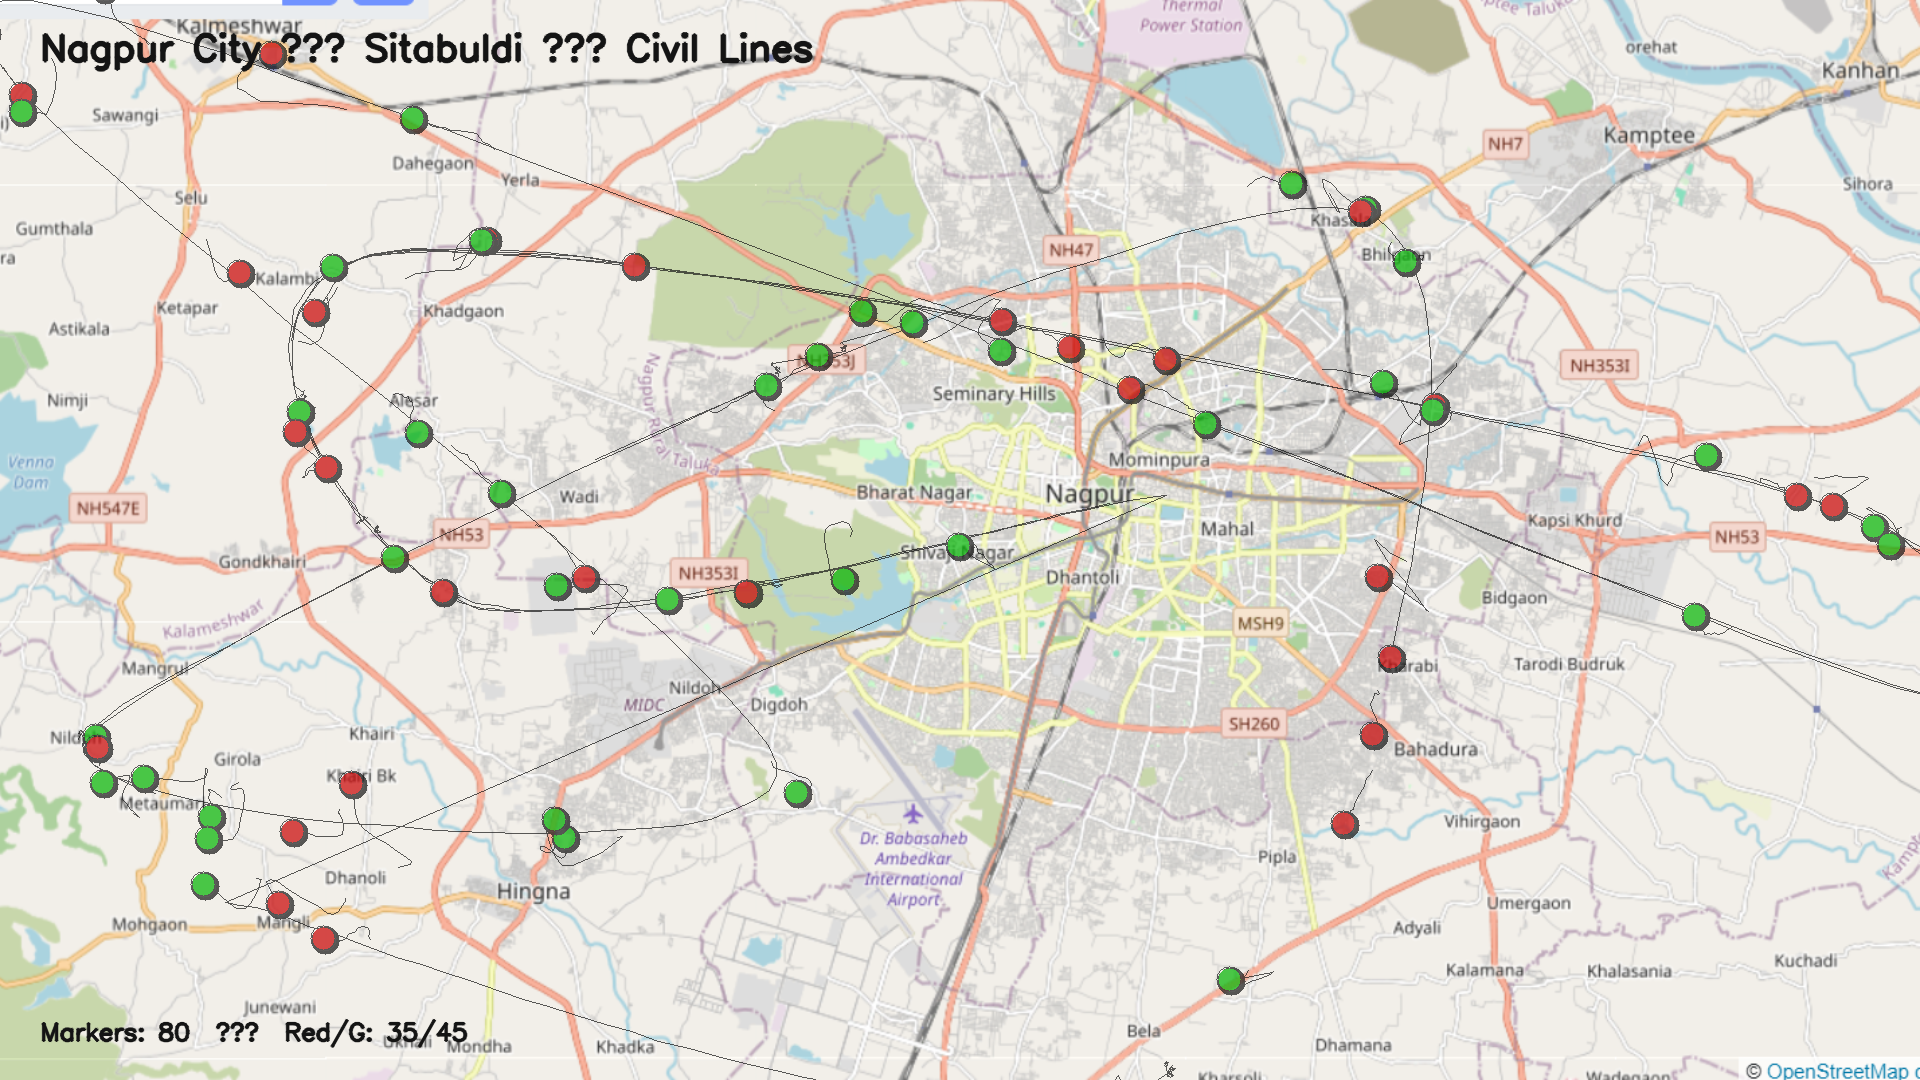 Thermal
Power Station
ptee Taluka
Kalmeshwar
Nagpur City ??? Sitabuldi ??? Civil Lines
orehat
Kanhan
Sawangi
Kamptee
NH7
Dahegaon
Yerla
Selu
Sihora
Gumthala
Khasala
NH47
Bhilgaon
ra
Kalambi
Ketapar
Khadgaon
Astikala
NH353J
NH353I
Seminary Hills
Nimji
Alesar
Nagpur Rural Taluka
Mominpura
Venna
Dam
Bharat Nagar
Nagpur
Wadi
NH547E
Kapsi Khurd
Mahal
NH53
NH53
Gondkhairi
Shivaji Nagar
NH353I
Dhantoli
Bidgaon
Kalameshwar
MSH9
Mangrul
Kharabi
Tarodi Budruk
Nildoh
MIDC
Digdoh
SH260
Khairi
Bahadura
Girola
Khairi Bk
Metaumari
Vihirgaon
Dr. Babasaheb
Ambedkar
International
Airport
Pipla
Dhanoli
Hingna
Umergaon
Mohgaon
Mangli
Adyali
Kuchadi
Kalamana
Khalasania
Junewani
Markers: 80 ??? Red/G: 35/45
Bela
Mondha
Khadka
Dhamana
Kharsoli
Wadegaon
© OpenStreetMap c